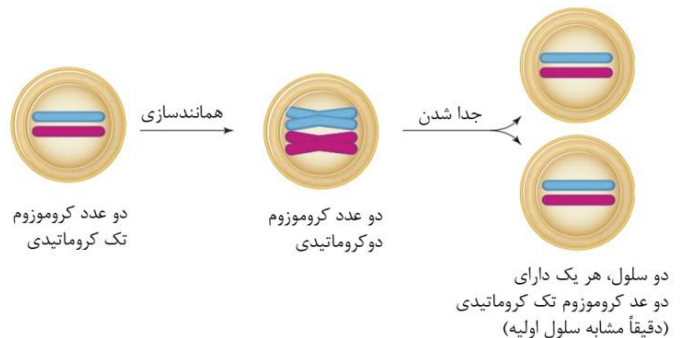 همانندسازی
جدا شدن
دو عدد کروموزوم
تک کروماتیدی
دو عدد کروموزوم
دوکروماتیدی
دو سلول، هر یک دارای
دو عد کروموزوم تک کروماتیدی
(دقیقاً مشابه سلول اولیه)